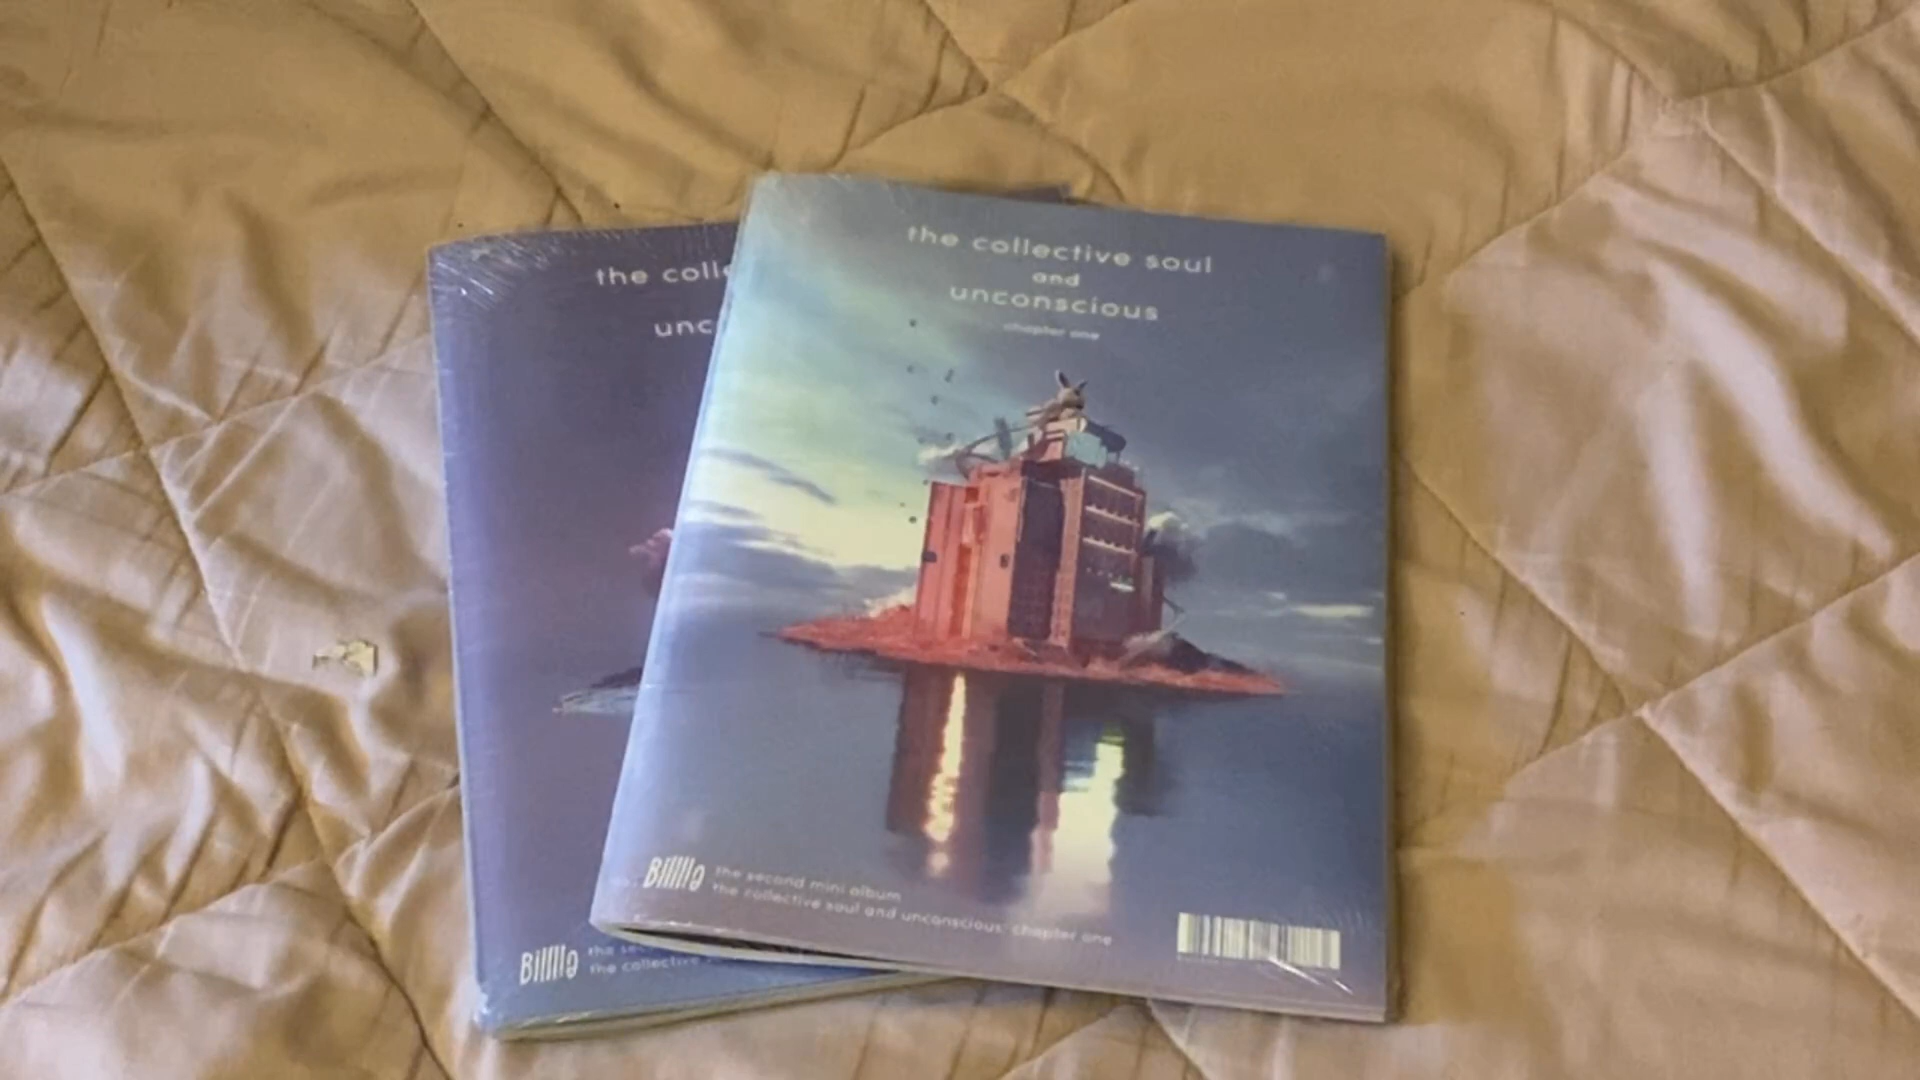 the colle
unc
Billlie
the sec
the collective
the collective soul
and
unconscious
chapter one
Billlie
the second mini album
the collective soul and unconscious: chapter one